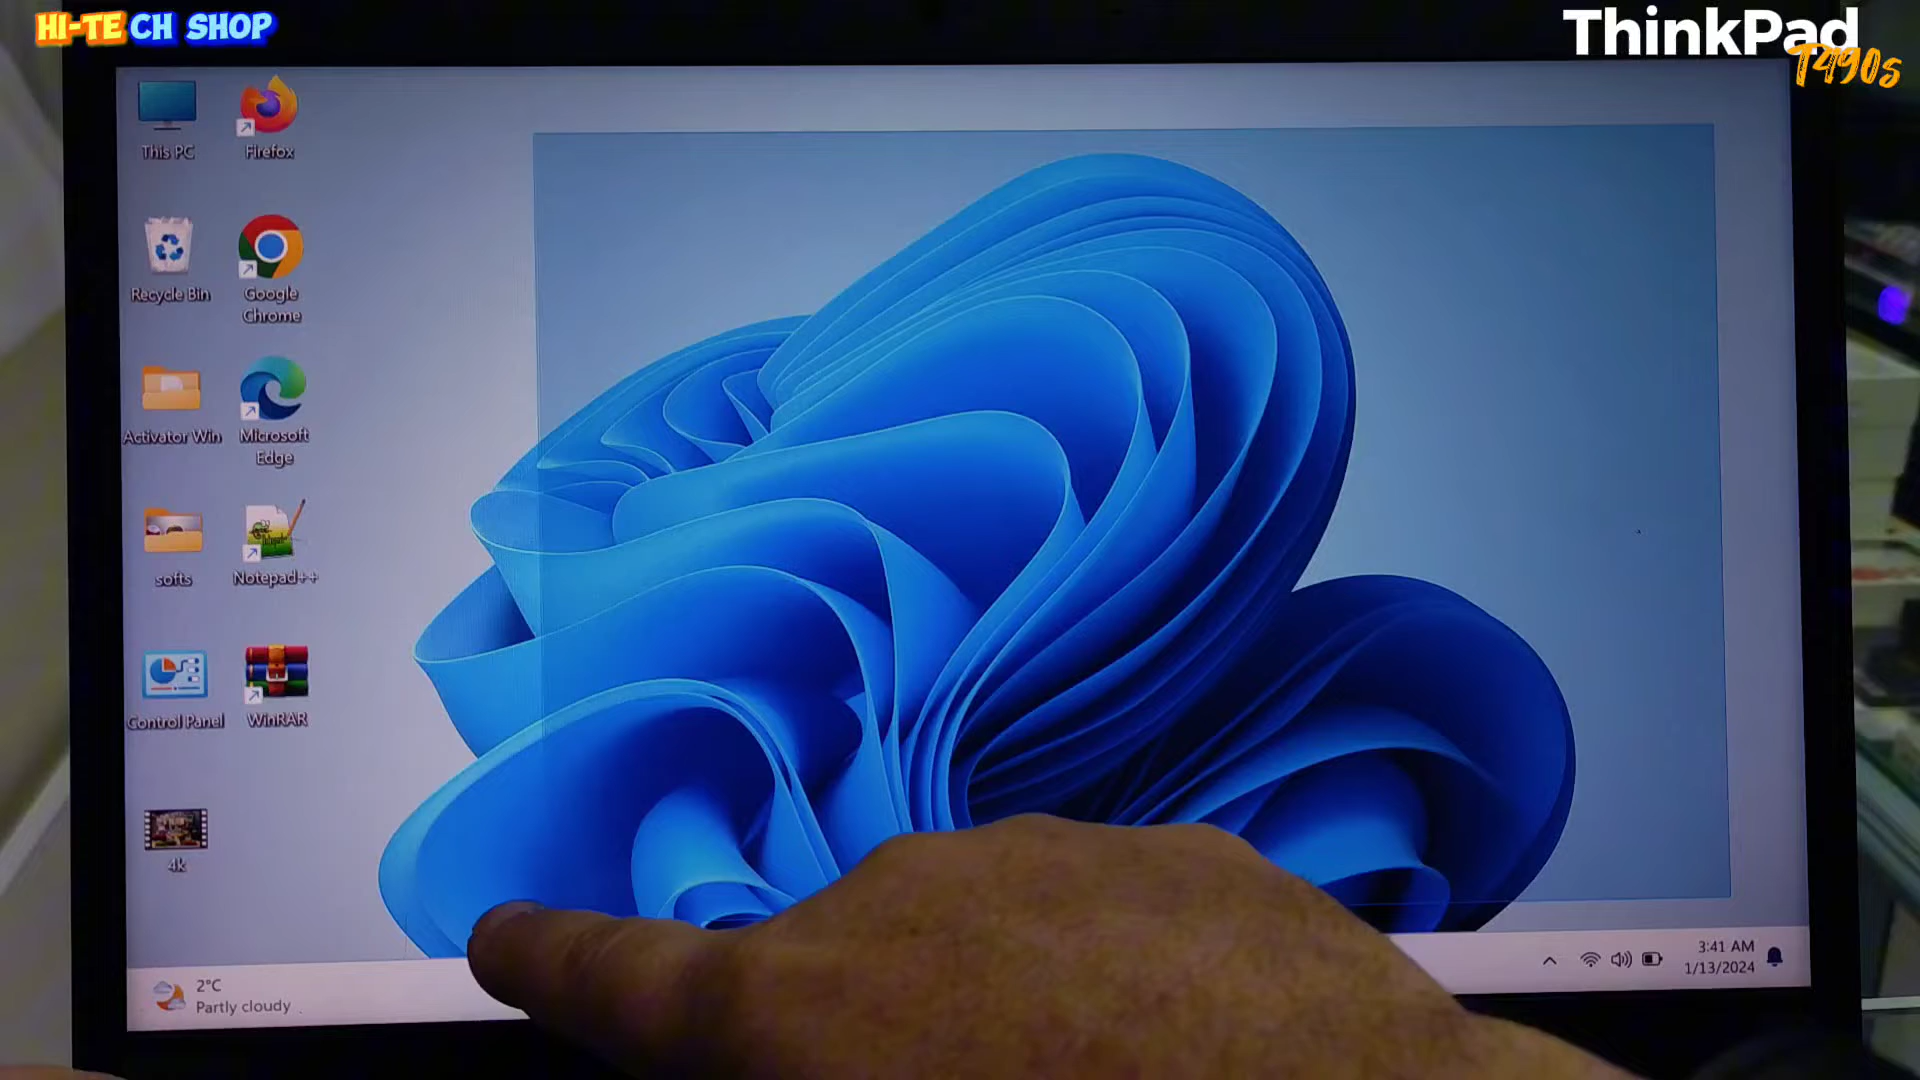 HI-TECH SHOP
ThinkPad
T490s
This PC
Firefox
Recycle Bin
Google
Chrome
Activator Win
Microsoft
Edge
softs
Notepad++
Control Panel
WinRAR
4k
2°C
Partly cloudy
3:41 AM
1/13/2024